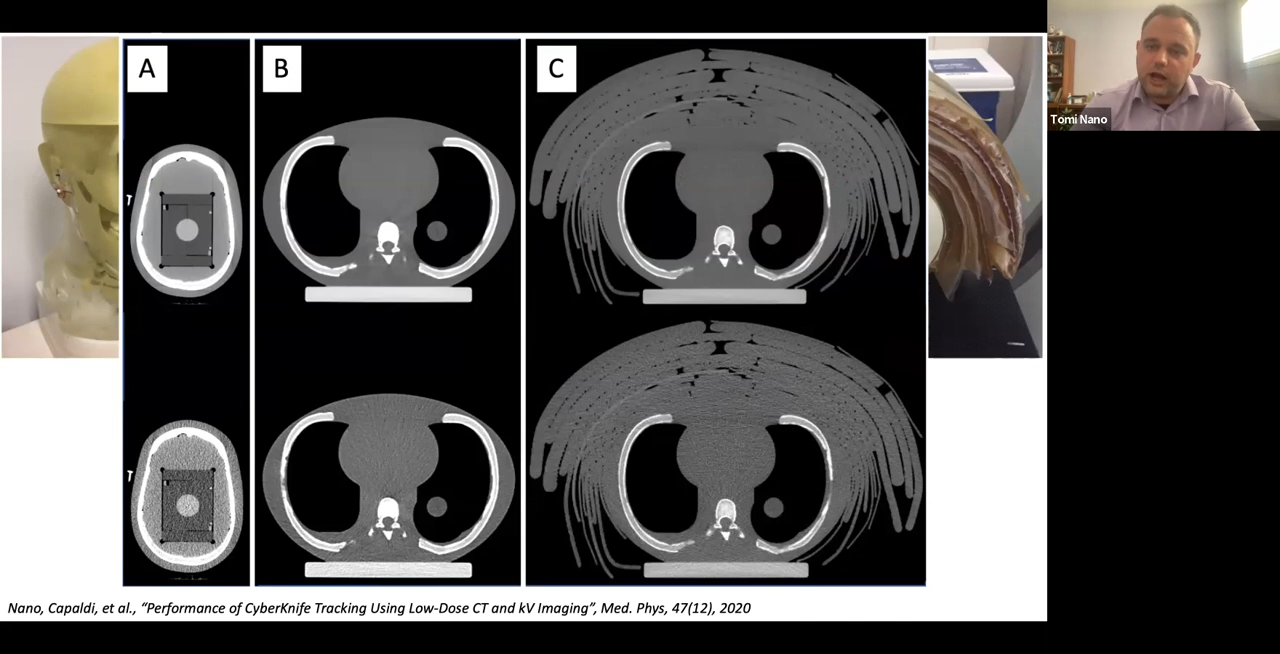 A
B
C
Tomi Nano
Nano, Capaldi, et al., “Performance of CyberKnife Tracking Using Low-Dose CT and kV Imaging”, Med. Phys, 47(12), 2020